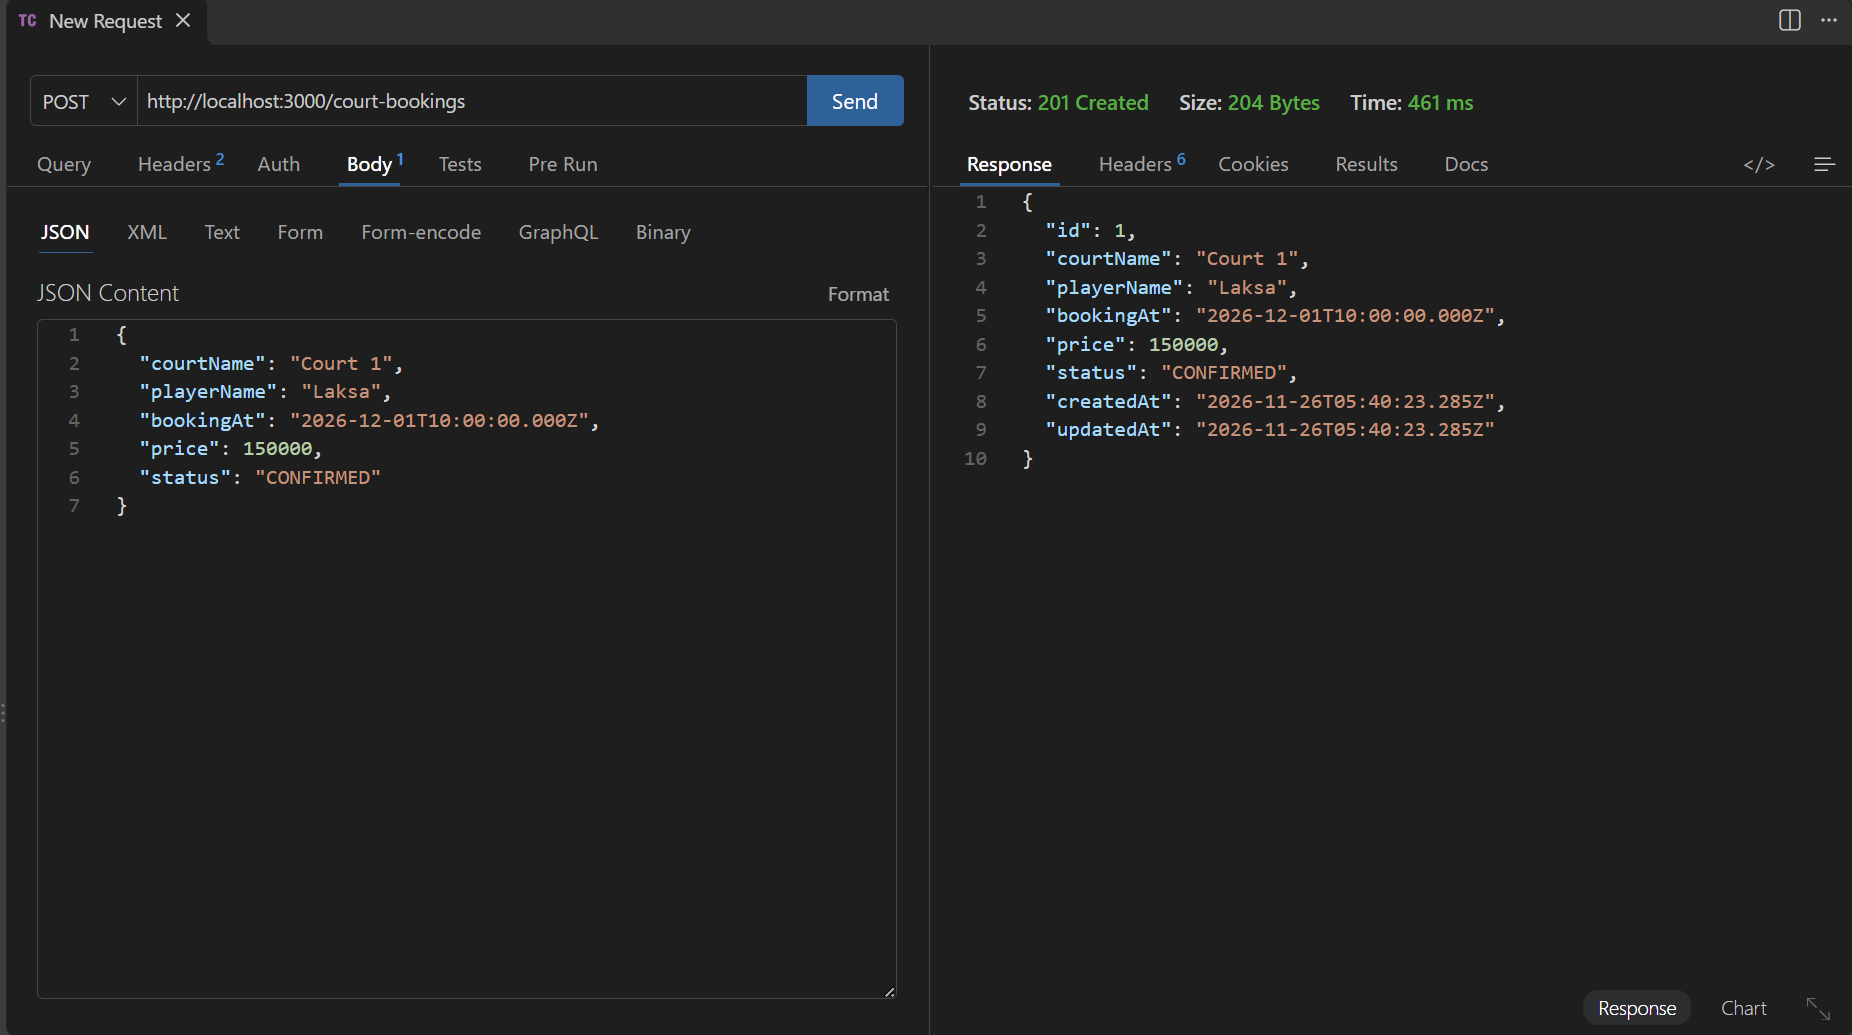 TC New Request
POST http://localhost:3000/court-bookings Send
Query Headers 2 Auth Body 1 Tests Pre Run
JSON XML Text Form Form-encode GraphQL Binary
JSON Content Format
1 {
2 "courtName": "Court 1",
3 "playerName": "Laksa",
4 "bookingAt": "2026-12-01T10:00:00.000Z",
5 "price": 150000,
6 "status": "CONFIRMED"
7 }
Status: 201 Created Size: 204 Bytes Time: 461 ms
Response Headers 6 Cookies Results Docs </>
1 {
2 "id": 1,
3 "courtName": "Court 1",
4 "playerName": "Laksa",
5 "bookingAt": "2026-12-01T10:00:00.000Z",
6 "price": 150000,
7 "status": "CONFIRMED",
8 "createdAt": "2026-11-26T05:40:23.285Z",
9 "updatedAt": "2026-11-26T05:40:23.285Z"
10 }
Response Chart